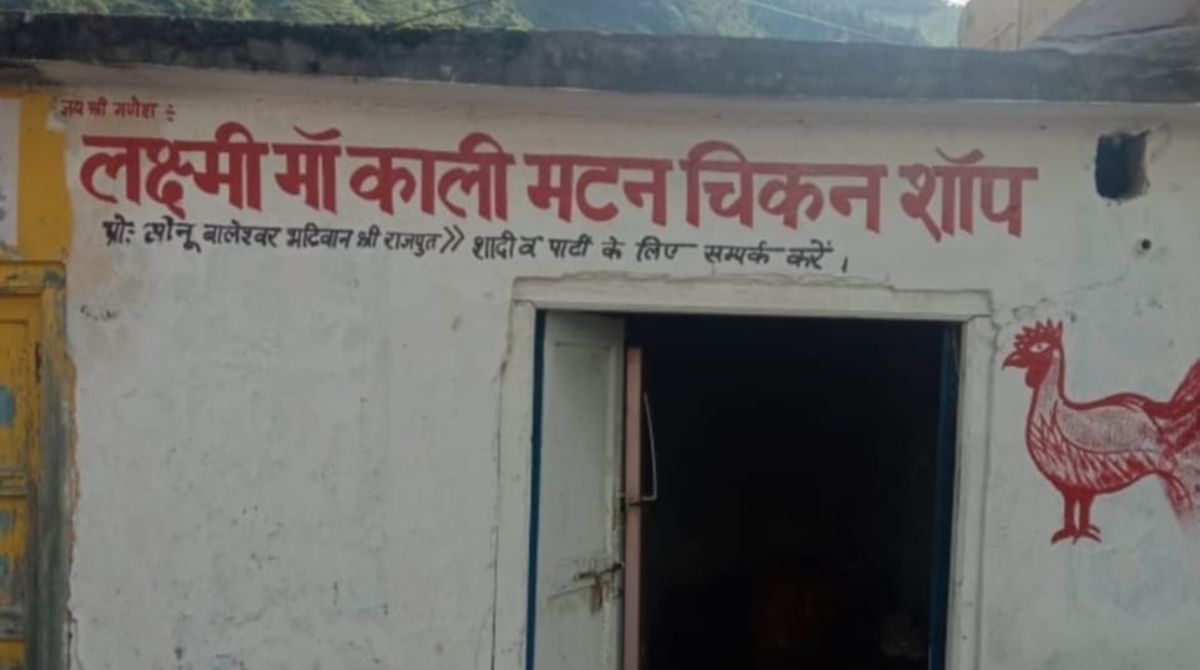 जय श्री गणेश ÷
लक्ष्मी माँ काली मटन चिकन शॉप
प्रो: सोनू बालेश्वर भटिवान श्री राजपुत >> शादी व पार्टी के लिए सम्पर्क करें।